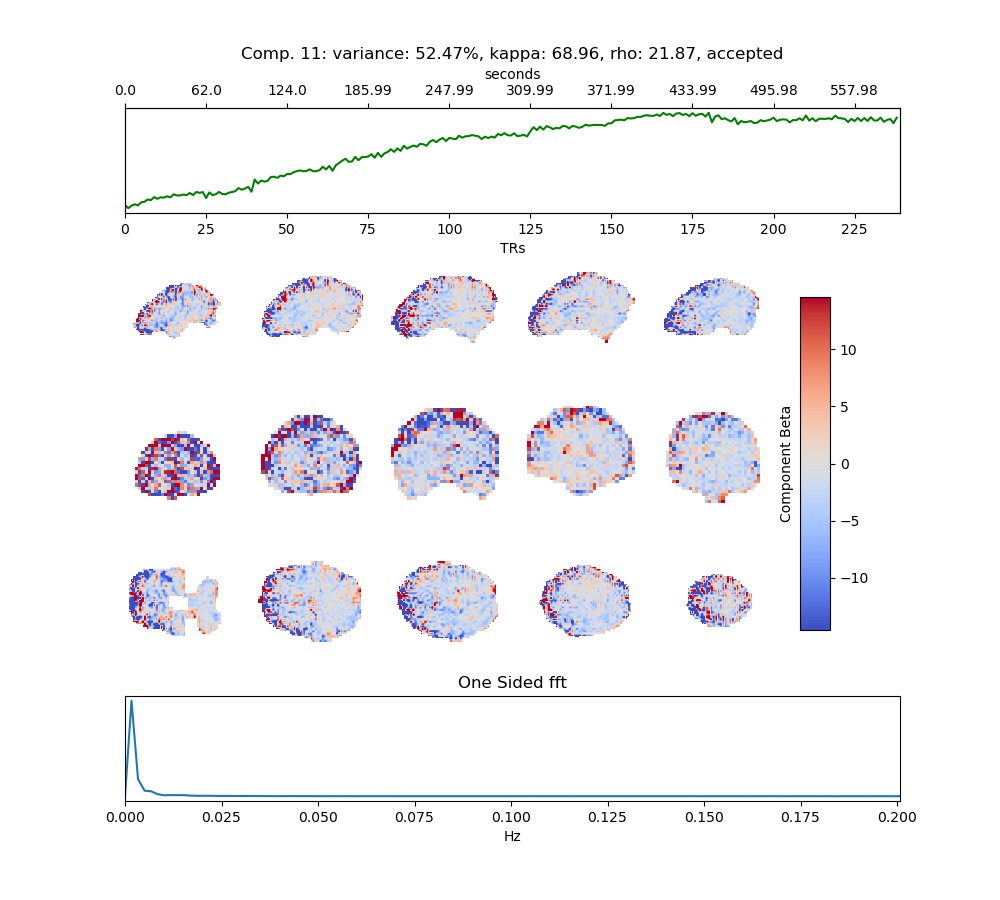 Comp. 11: variance: 52.47%, kappa: 68.96, rho: 21.87, accepted
seconds
0.0 62.0 124.0 185.99 247.99 309.99 371.99 433.99 495.98 557.98
0 25 50 75 100 125 150 175 200 225
TRs
10
5
0
−5
−10
Component Beta
One Sided fft
0.000 0.025 0.050 0.075 0.100 0.125 0.150 0.175 0.200
Hz